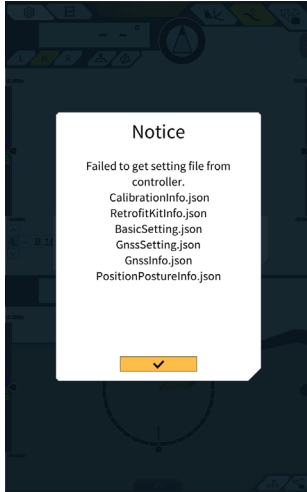 L
R
Notice
Failed to get setting file from
controller.
CalibrationInfo.json
RetrofitKitInfo.json
BasicSetting.json
GnssSetting.json
GnssInfo.json
PositionPostureInfo.json